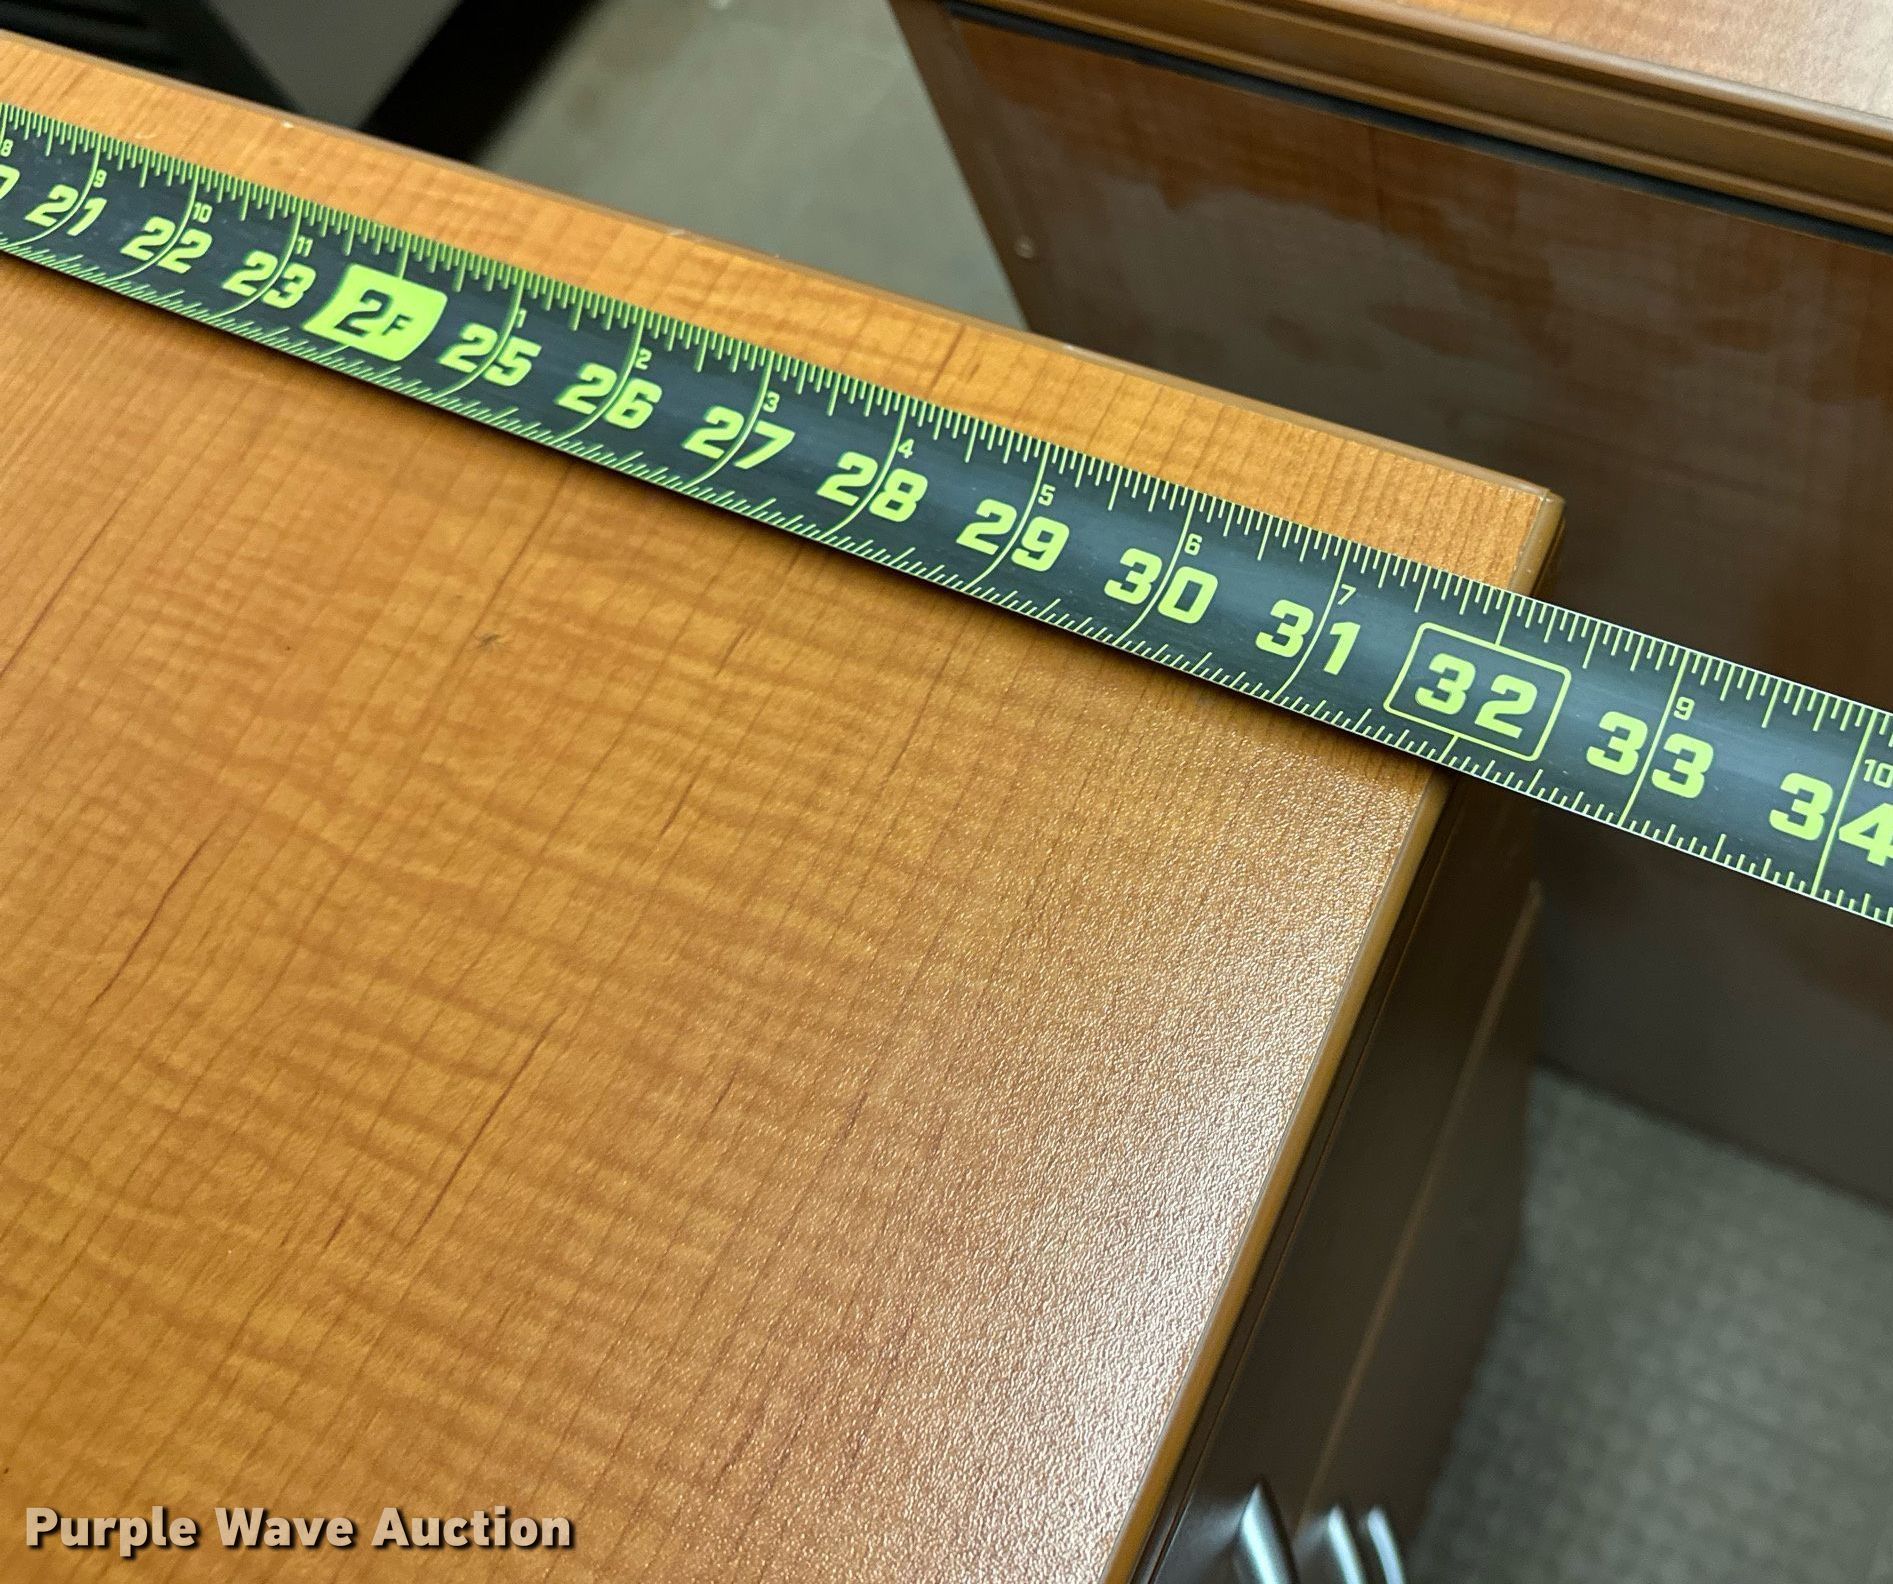 8 9 10 11 1 2 3 4 5 6 7 9 10
21 22 23 2F 25 26 27 28 29 30 31 32 33 34
Purple Wave Auction